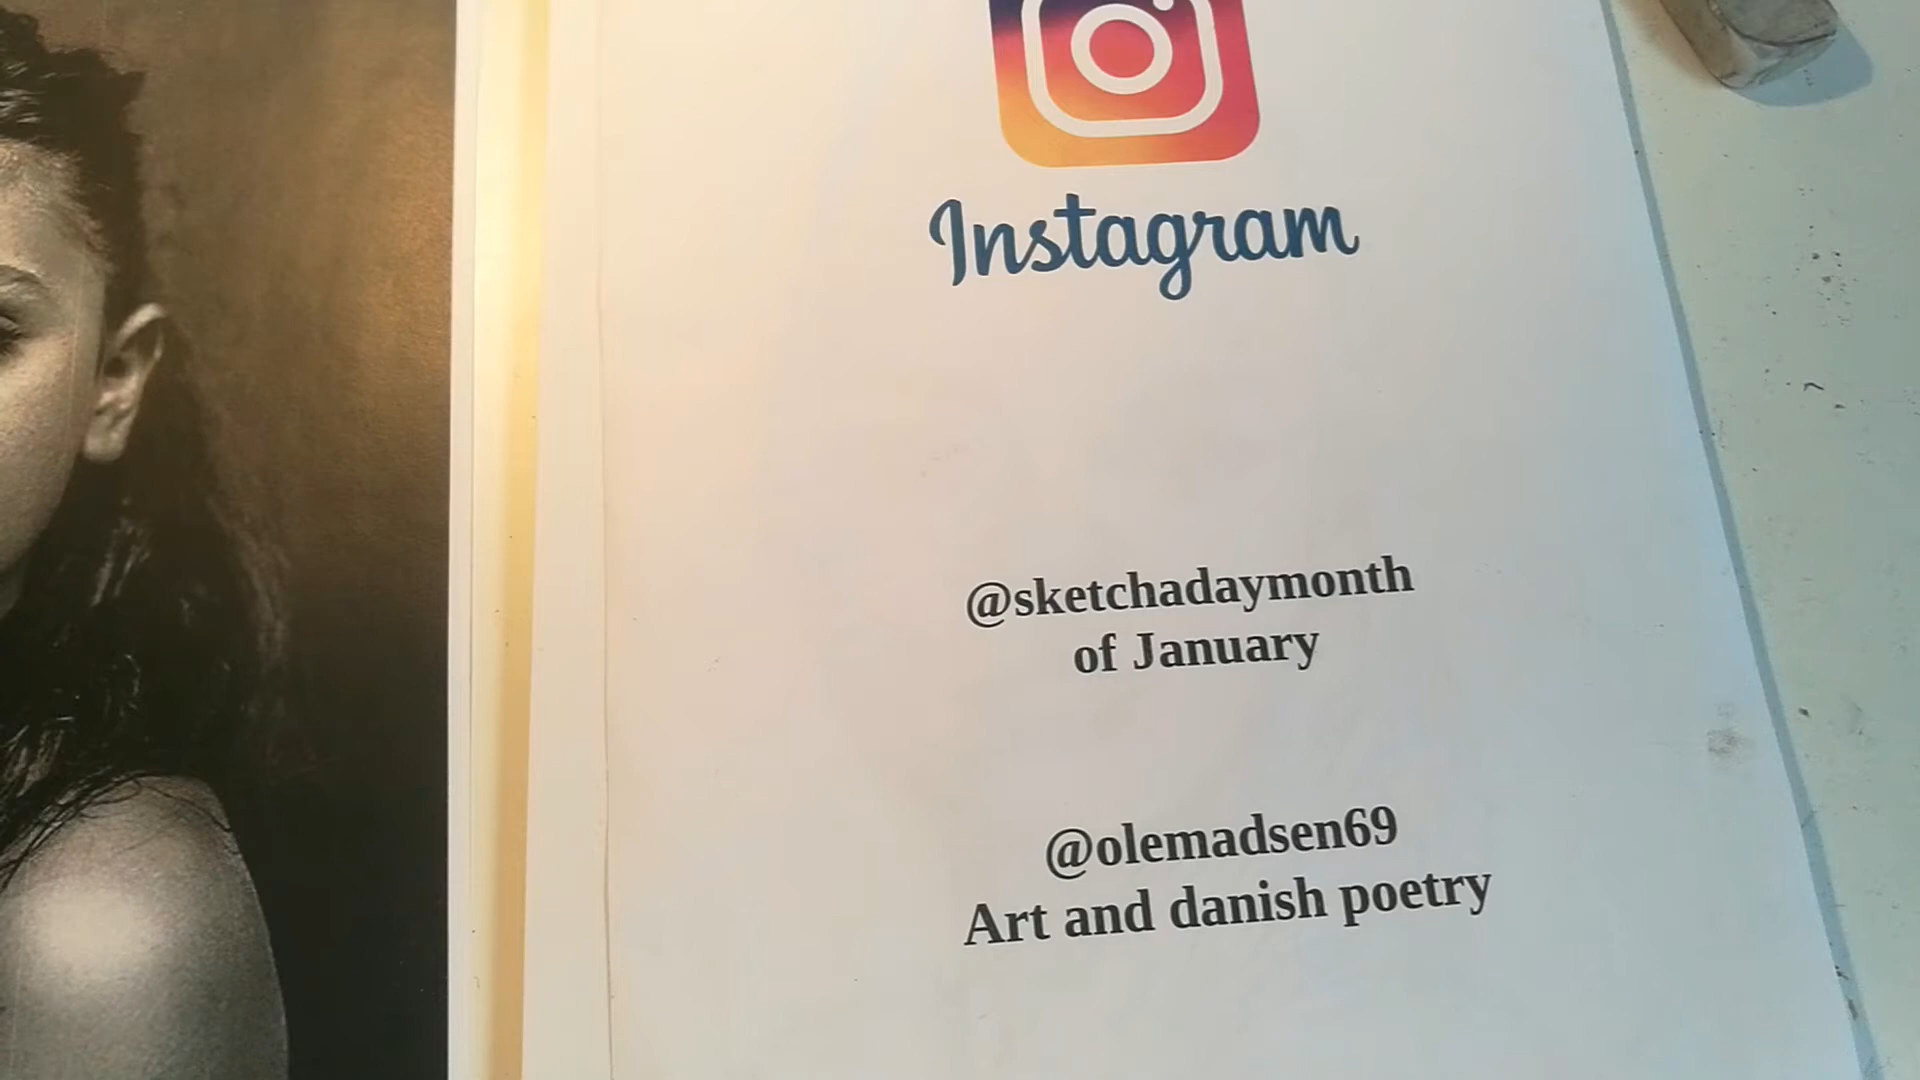 Instagram
@sketchadaymonth
of January
@olemadsen69
Art and danish poetry